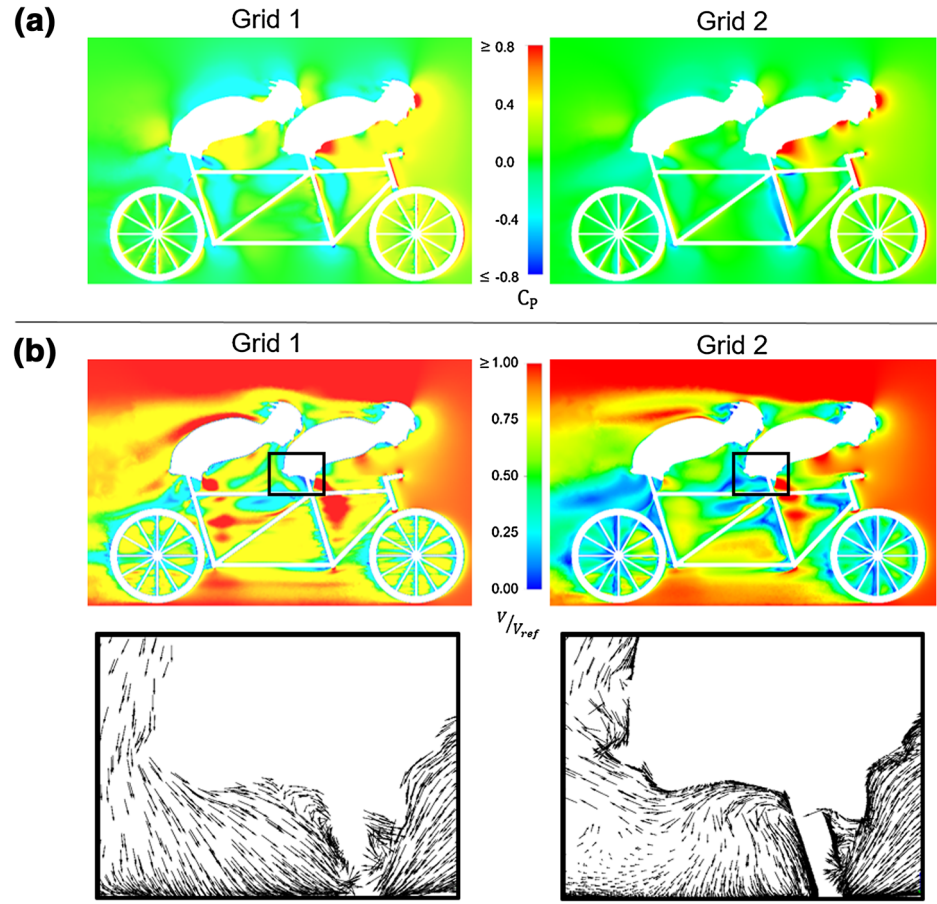 (a)
Grid 1
Grid 2
≥ 0.8
0.4
0.0
-0.4
≤ -0.8
C_P
(b)
Grid 1
Grid 2
≥ 1.00
0.75
0.50
0.25
0.00
V/V_ref